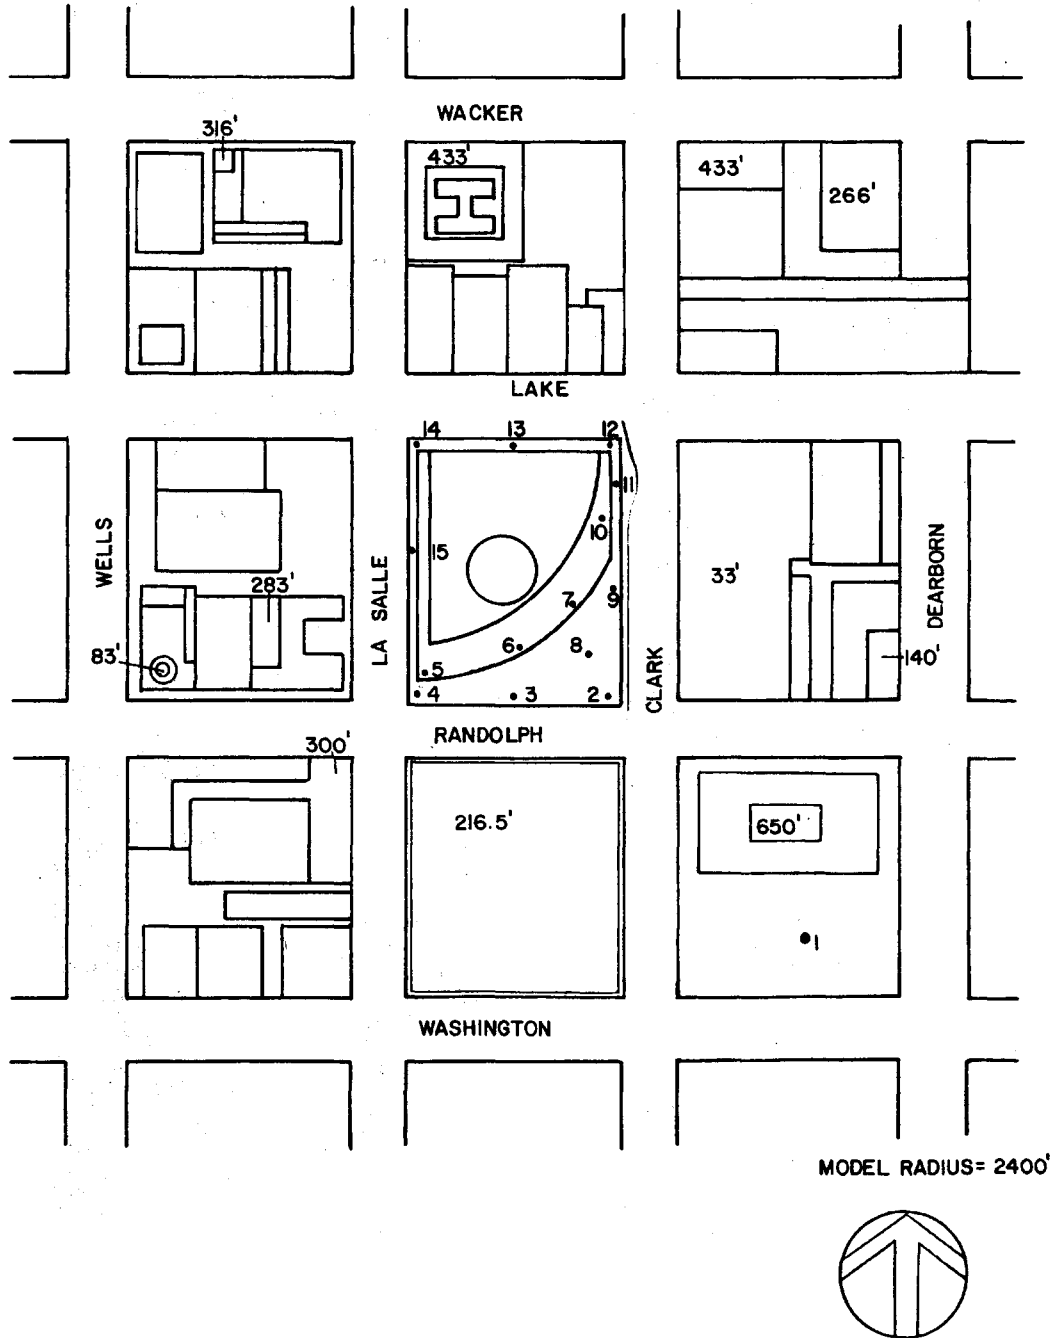 WACKER
316'
433'
433'
266'
LAKE
14
13
12
11
10
WELLS
LA SALLE
15
283'
33'
DEARBORN
9
7
6
8
83'
5
140'
4
3
2
CLARK
RANDOLPH
300'
216.5'
650'
1
WASHINGTON
MODEL RADIUS= 2400'